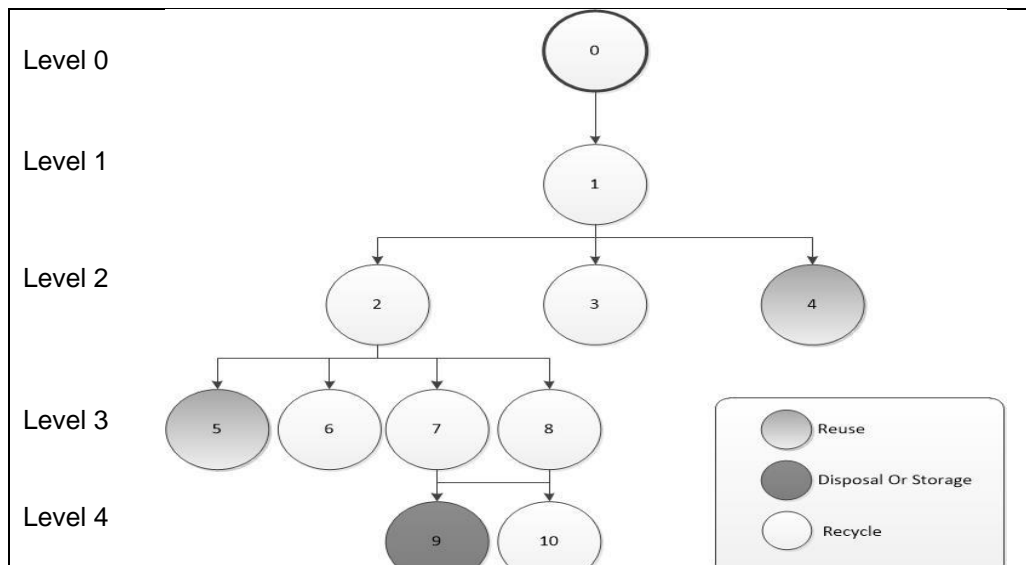 Level 0
0
Level 1
1
Level 2
2 3 4
Level 3
5 6 7 8
Reuse
Disposal Or Storage
Level 4
9 10
Recycle